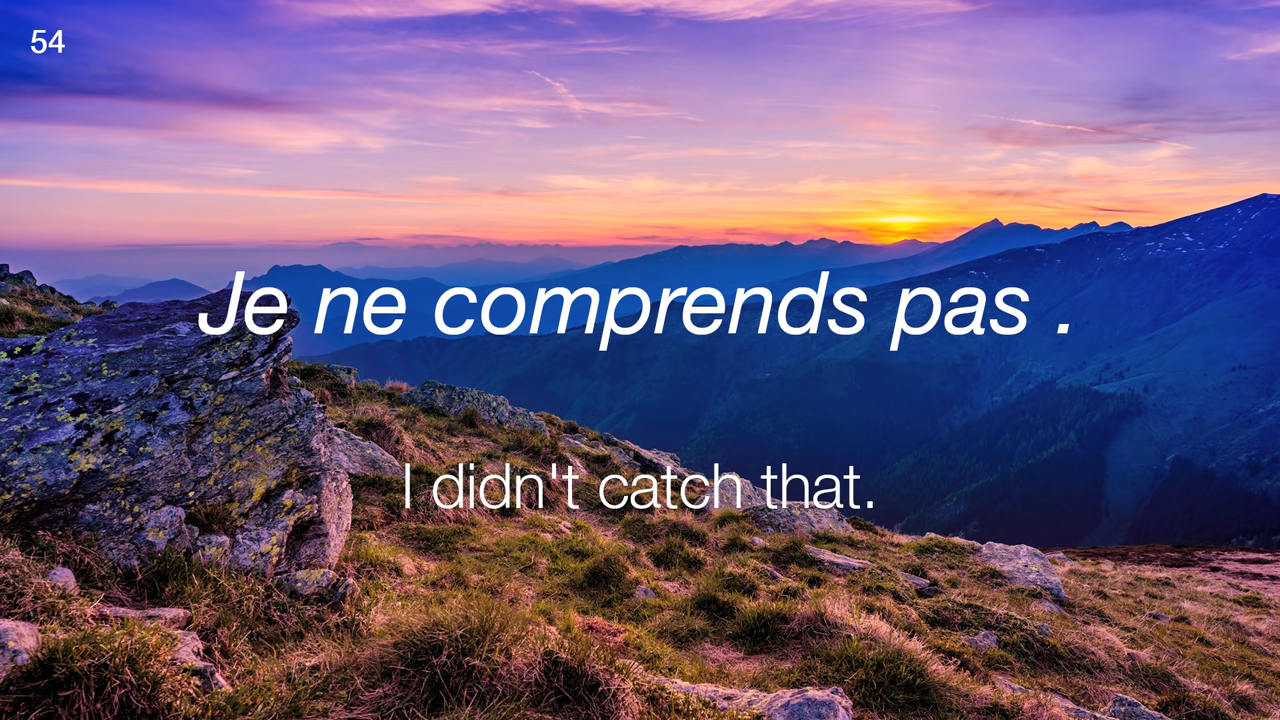 54
Je ne comprends pas .
I didn't catch that.